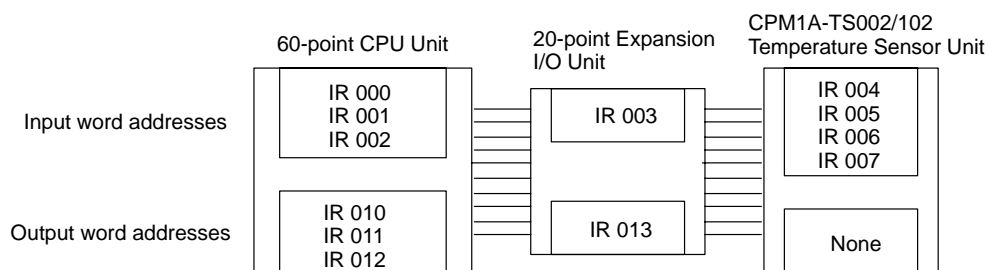 60-point CPU Unit
20-point Expansion
I/O Unit
CPM1A-TS002/102
Temperature Sensor Unit
Input word addresses
IR 000
IR 001
IR 002
IR 003
IR 004
IR 005
IR 006
IR 007
Output word addresses
IR 010
IR 011
IR 012
IR 013
None